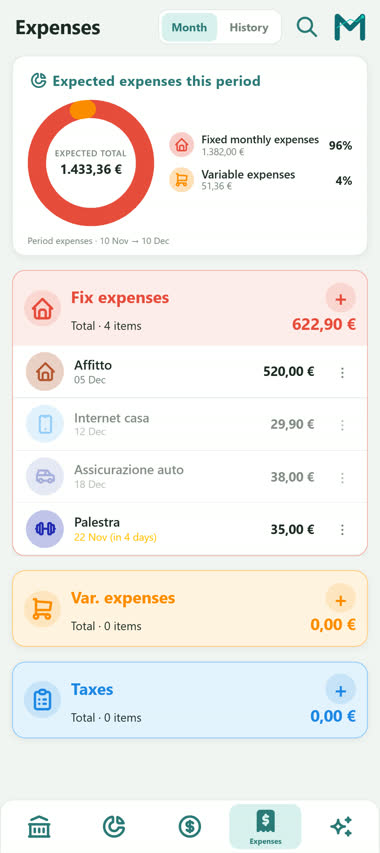 Expenses
Month
History
Expected expenses this period
EXPECTED TOTAL
1.433,36 €
Fixed monthly expenses
1.382,00 €
96%
Variable expenses
51,36 €
4%
Period expenses · 10 Nov → 10 Dec
Fix expenses
+
Total · 4 items
622,90 €
Affitto
05 Dec
520,00 €
Internet casa
12 Dec
29,90 €
Assicurazione auto
18 Dec
38,00 €
Palestra
22 Nov (in 4 days)
35,00 €
Var. expenses
+
Total · 0 items
0,00 €
Taxes
+
Total · 0 items
0,00 €
Expenses